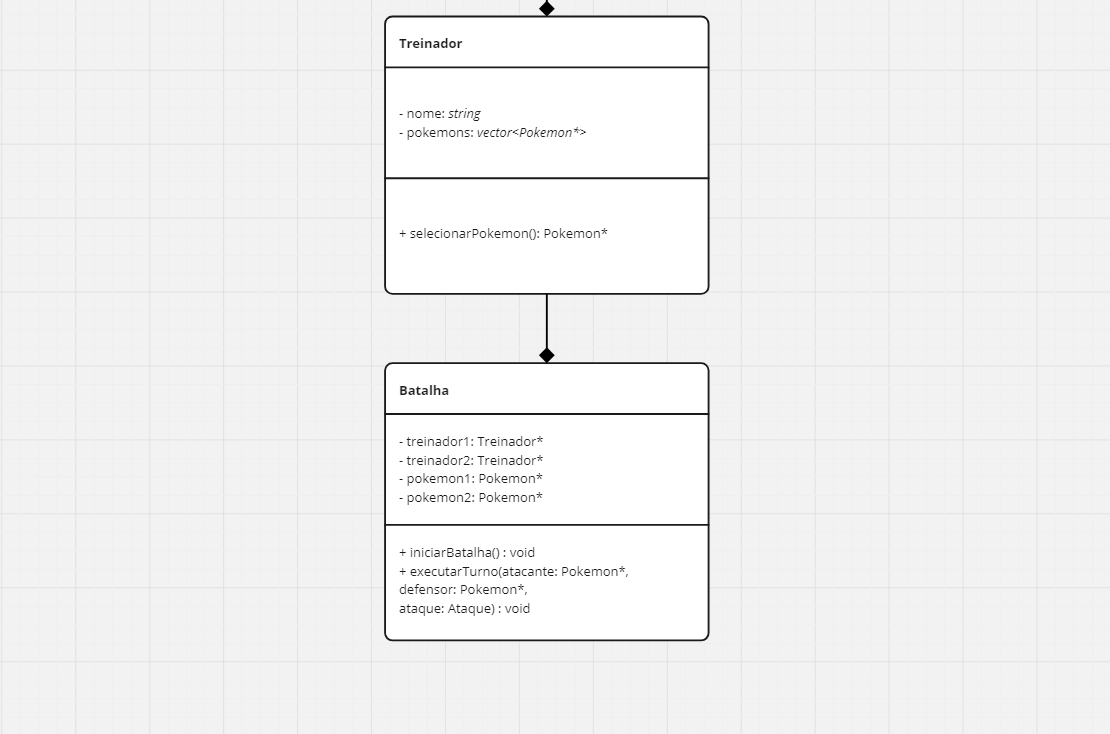 Treinador
- nome: string
- pokemons: vector<Pokemon*>
+ selecionarPokemon(): Pokemon*
Batalha
- treinador1: Treinador*
- treinador2: Treinador*
- pokemon1: Pokemon*
- pokemon2: Pokemon*
+ iniciarBatalha() : void
+ executarTurno(atacante: Pokemon*,
defensor: Pokemon*,
ataque: Ataque) : void